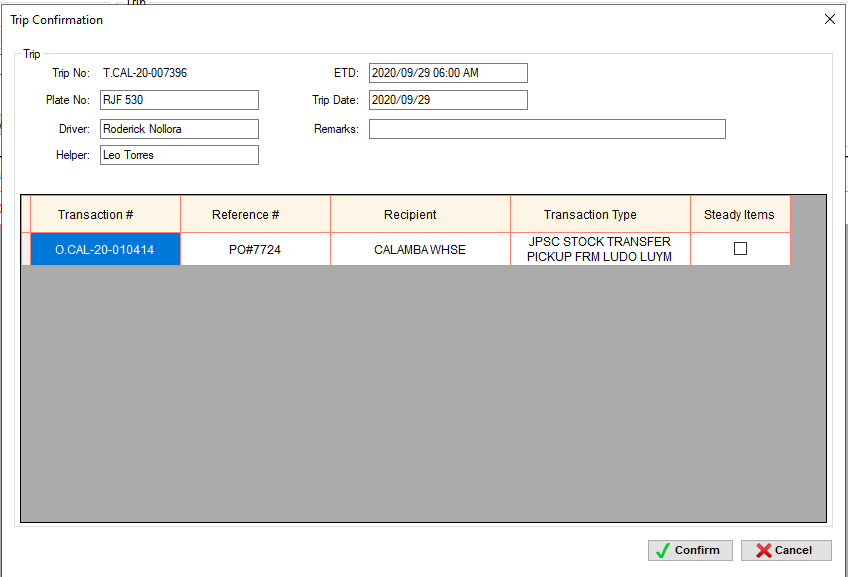 Trip
Trip Confirmation
Trip
Trip No: T.CAL-20-007396 ETD: 2020/09/29 06:00 AM
Plate No: RJF 530 Trip Date: 2020/09/29
Driver: Roderick Nollora Remarks:
Helper: Leo Torres
Transaction # Reference # Recipient Transaction Type Steady Items
O.CAL-20-010414 PO#7724 CALAMBA WHSE JPSC STOCK TRANSFER
PICKUP FRM LUDO LUYM
Confirm Cancel